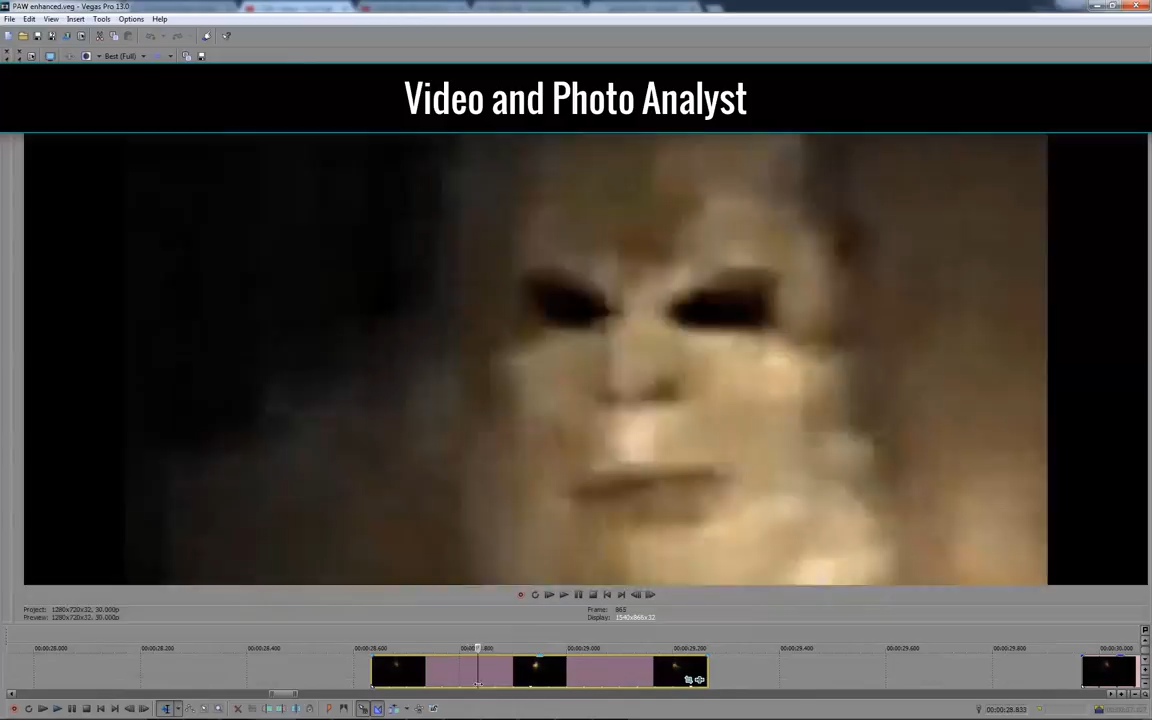 PAW enhanced.veg - Vegas Pro 13.0
File Edit View Insert Tools Options Help
Best (Full)
Video and Photo Analyst
Project: 1280x720x32, 30.000p
Preview: 1280x720x32, 30.000p
Frame: 865
Display: 1540x866x32
00:00:28.000 00:00:28.200 00:00:28.400 00:00:28.600 00:00:29.000 00:00:29.200 00:00:29.400 00:00:29.600 00:00:29.800 00:00:30.000
00:00:28.833